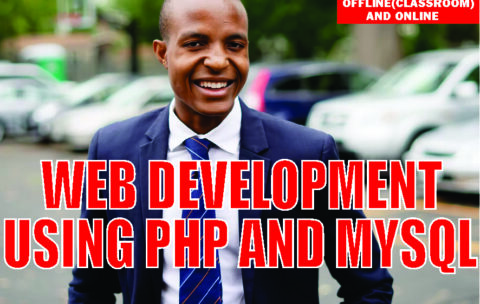 OFFLINE(CLASSROOM)
AND ONLINE
WEB DEVELOPMENT
USING PHP AND MYSQL